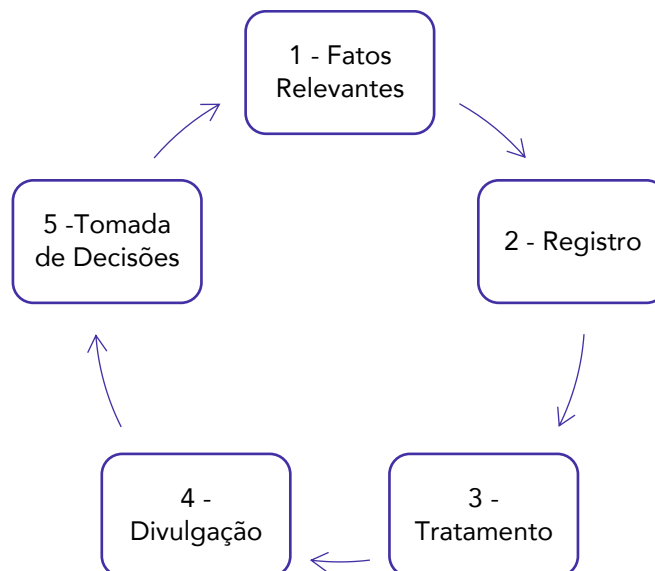 1 - Fatos
Relevantes
2 - Registro
3 -
Tratamento
4 -
Divulgação
5 -Tomada
de Decisões